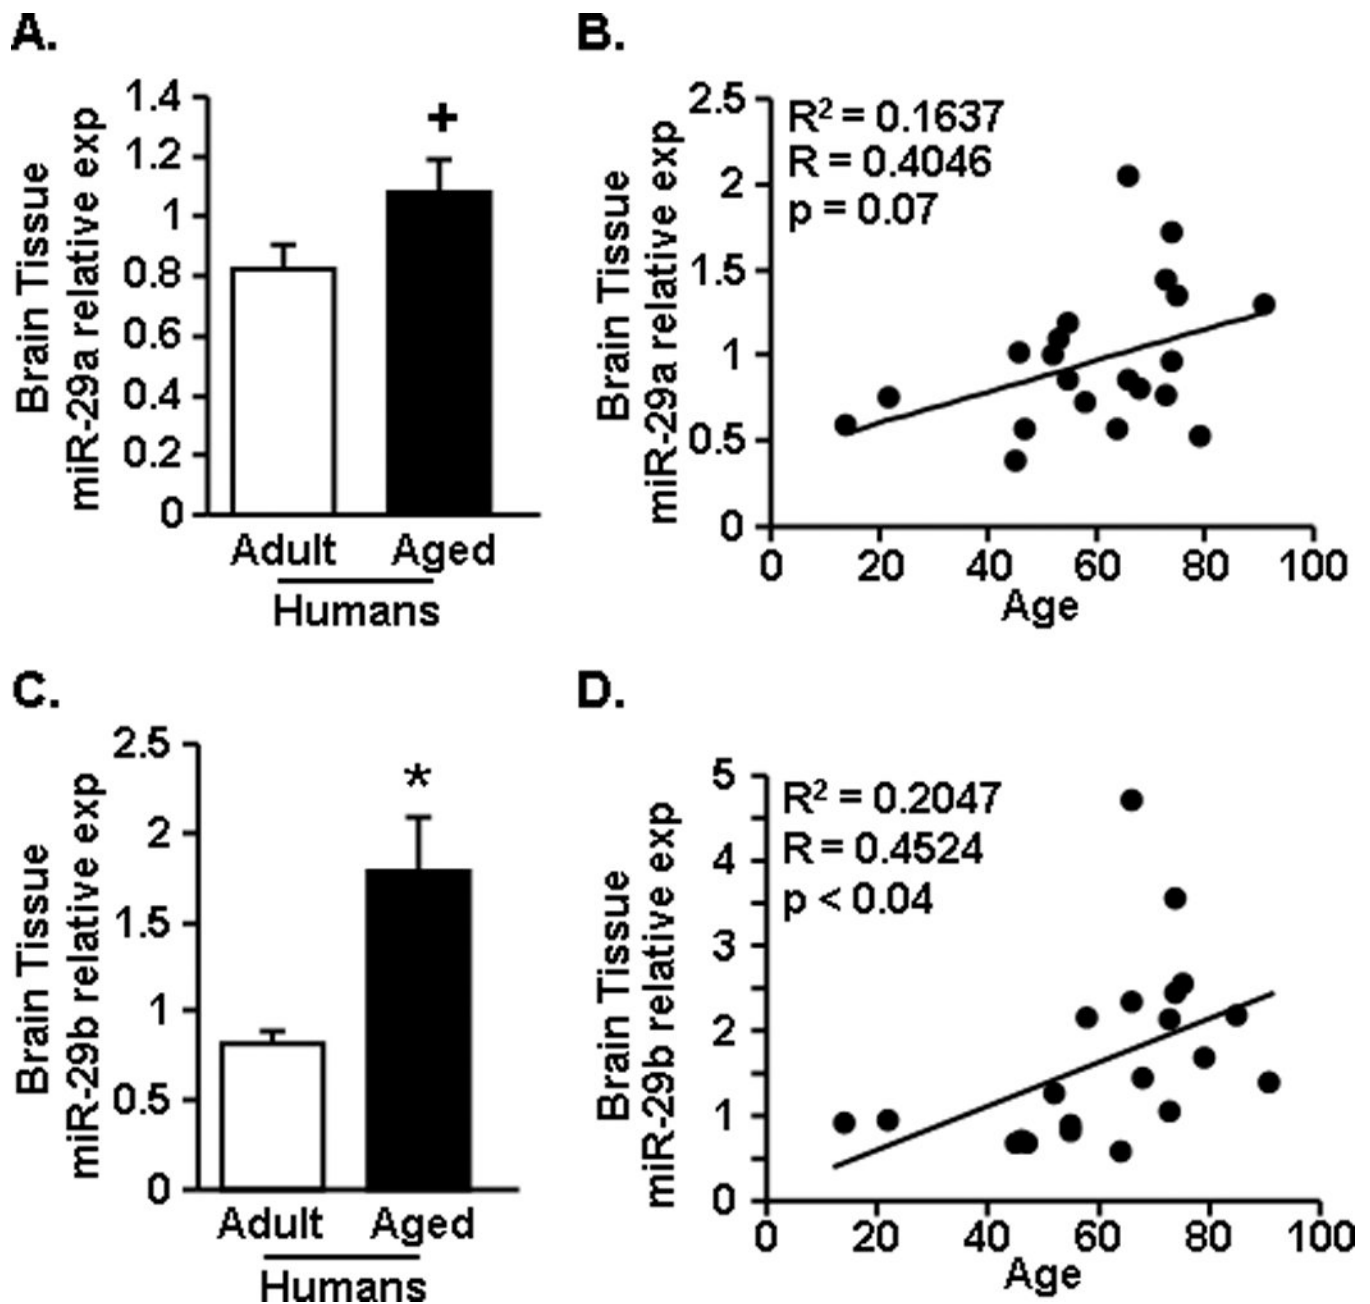 A.
Brain Tissue
miR-29a relative exp
1.4
1.2
1
0.8
0.6
0.4
0.2
0
+
Adult Aged
Humans
B.
Brain Tissue
miR-29a relative exp
2.5
2
1.5
1
0.5
0
R² = 0.1637
R = 0.4046
p = 0.07
0 20 40 60 80 100
Age
C.
Brain Tissue
miR-29b relative exp
2.5
2
1.5
1
0.5
0
*
Adult Aged
Humans
D.
Brain Tissue
miR-29b relative exp
5
4
3
2
1
0
R² = 0.2047
R = 0.4524
p < 0.04
0 20 40 60 80 100
Age